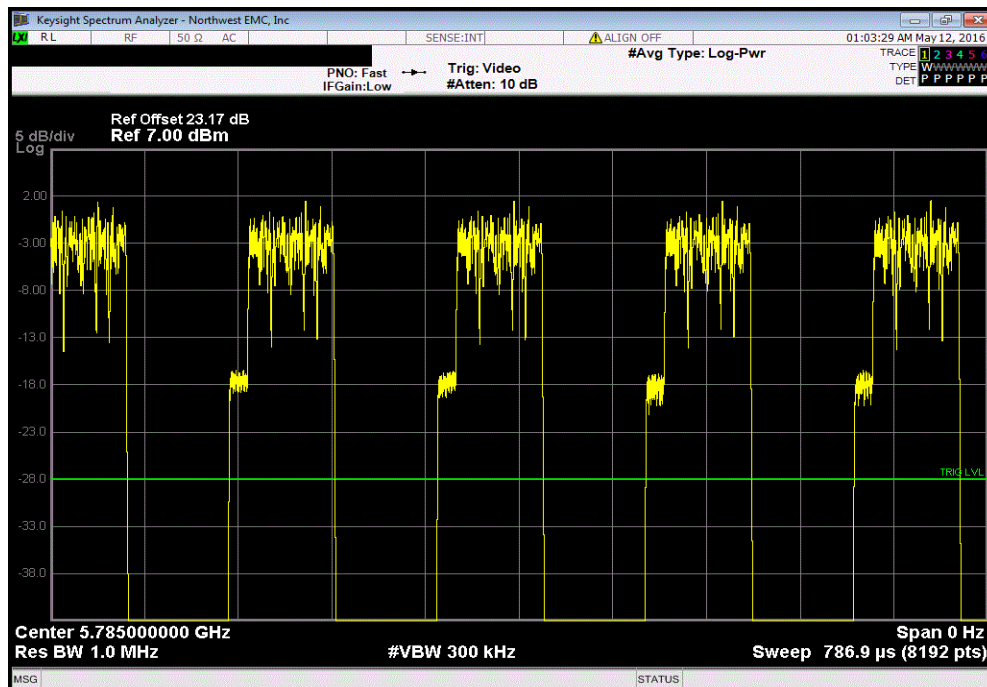 Keysight Spectrum Analyzer - Northwest EMC, Inc
LXI RL RF 50 Ω AC SENSE:INT ALIGN OFF 01:03:29 AM May 12, 2016
#Avg Type: Log-Pwr
TRACE 1 2 3 4 5 6
PNO: Fast Trig: Video TYPE WWWWWW
IFGain:Low #Atten: 10 dB DET P P P P P P
Ref Offset 23.17 dB
5 dB/div Ref 7.00 dBm
Log
2.00
-3.00
-8.00
-13.0
-18.0
-23.0
-28.0 TRIG LVL
-33.0
-38.0
Center 5.785000000 GHz Span 0 Hz
Res BW 1.0 MHz #VBW 300 kHz Sweep 786.9 µs (8192 pts)
MSG STATUS